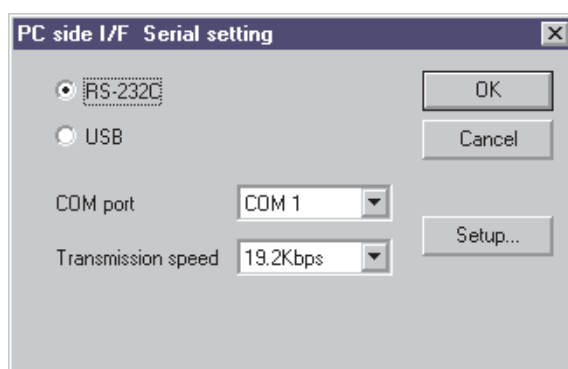 PC side I/F Serial setting
RS-232C
OK
USB
Cancel
COM port
COM 1
Setup...
Transmission speed
19.2Kbps